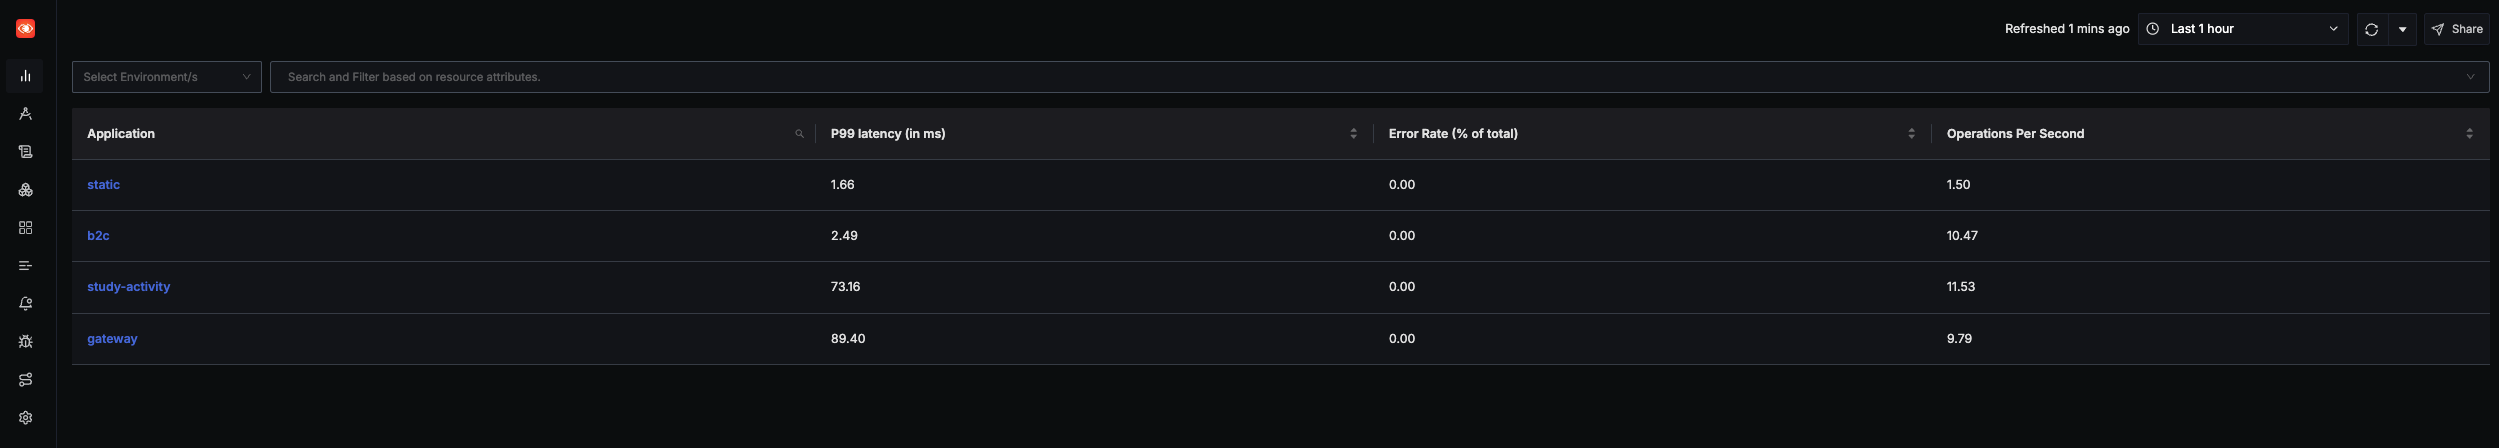 Refreshed 1 mins ago Last 1 hour Share
Select Environment/s Search and Filter based on resource attributes.
Application P99 latency (in ms) Error Rate (% of total) Operations Per Second
static 1.66 0.00 1.50
b2c 2.49 0.00 10.47
study-activity 73.16 0.00 11.53
gateway 89.40 0.00 9.79